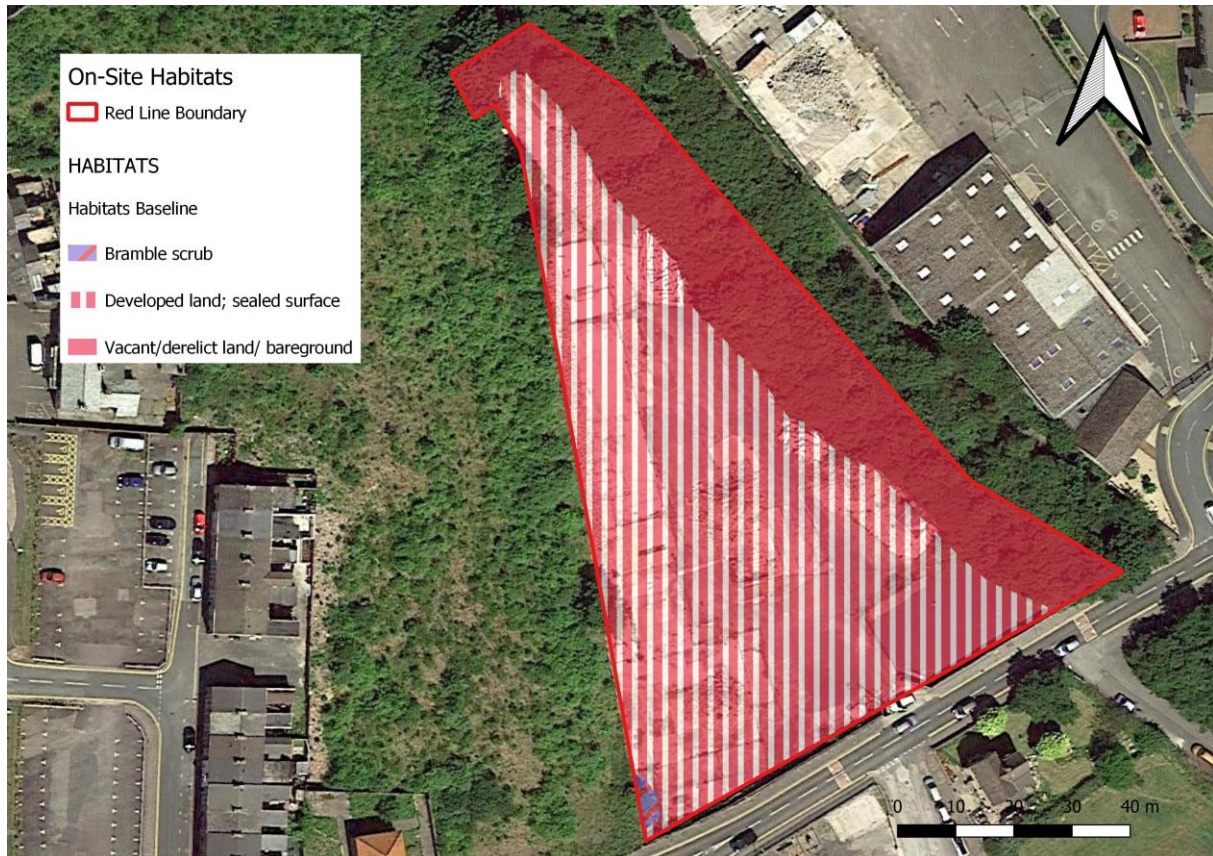 On-Site Habitats
Red Line Boundary
HABITATS
Habitats Baseline
Bramble scrub
Developed land; sealed surface
Vacant/derelict land/ bareground
0 10 20 30 40 m